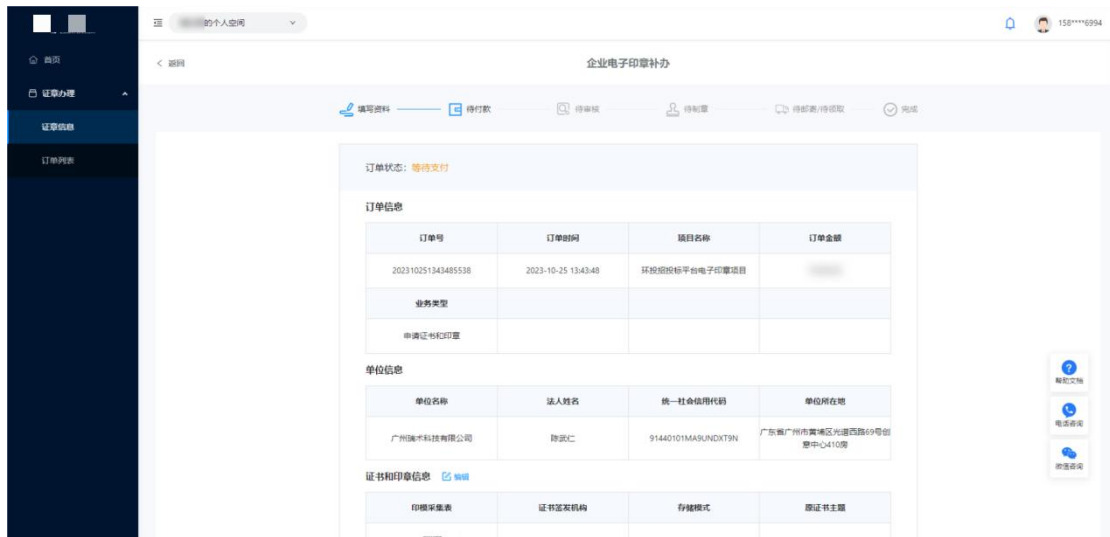 的个人空间
158****6994
首页
证章办理
证章信息
订单列表
返回
企业电子印章补办
填写资料
待付款
待审核
待制章
待邮寄/待领取
完成
订单状态：等待支付
订单信息
订单号 订单时间 项目名称 订单金额
202310251343485538 2023-10-25 13:43:48 环投招投标平台电子印章项目
业务类型
申请证书和印章
单位信息
单位名称 法人姓名 统一社会信用代码 单位所在地
广州瑞术科技有限公司 陈武仁 91440101MA9UNDXT9N 广东省广州市黄埔区光谱西路69号创
意中心410房
证书和印章信息 编辑
印模采集表 证书签发机构 存储模式 原证书主题
帮助文档
电话咨询
微信咨询